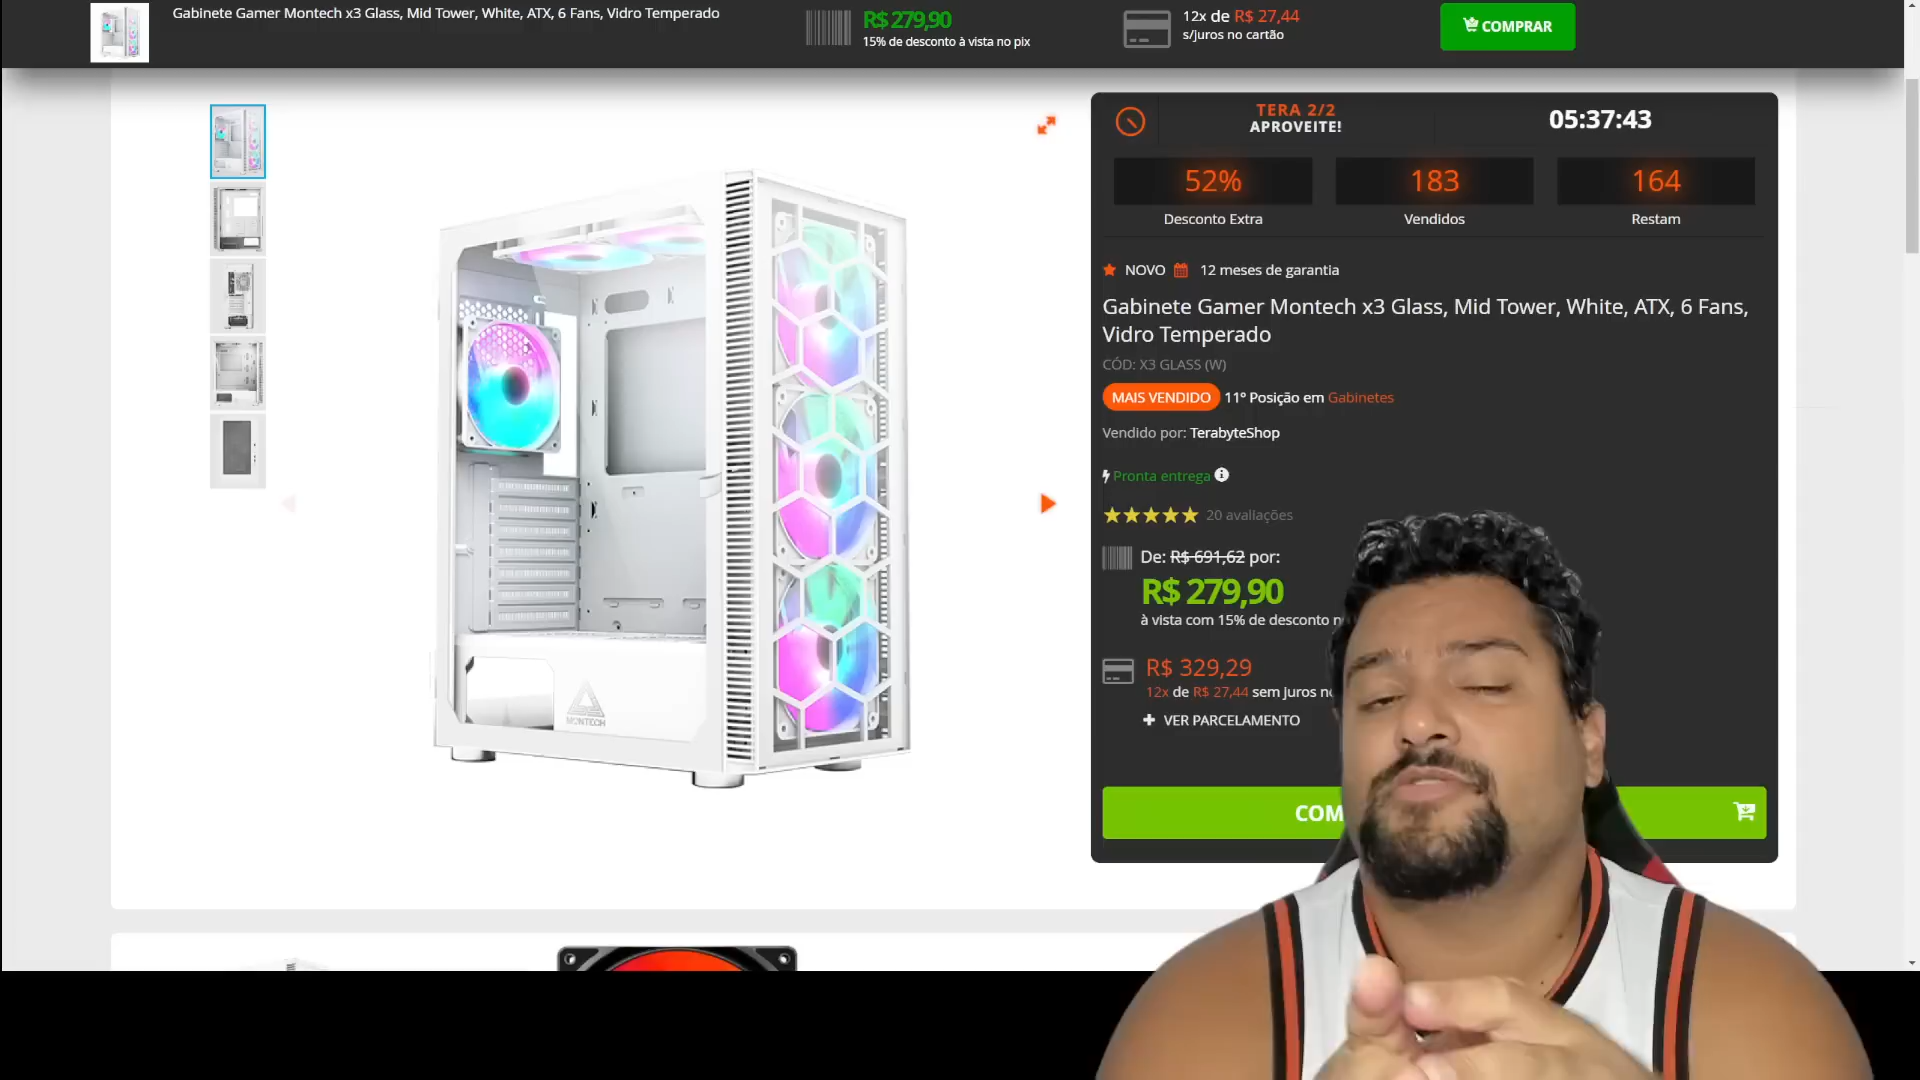 Gabinete Gamer Montech x3 Glass, Mid Tower, White, ATX, 6 Fans, Vidro Temperado
R$ 279,90
15% de desconto à vista no pix
12x de R$ 27,44
s/juros no cartão
COMPRAR
TERA 2/2
APROVEITE!
05:37:43
52%
Desconto Extra
183
Vendidos
164
Restam
NOVO 12 meses de garantia
Gabinete Gamer Montech x3 Glass, Mid Tower, White, ATX, 6 Fans,
Vidro Temperado
CÓD: X3 GLASS (W)
MAIS VENDIDO 11º Posição em Gabinetes
Vendido por: TerabyteShop
Pronta entrega
20 avaliações
De: R$ 691,62 por:
R$ 279,90
à vista com 15% de desconto n
R$ 329,29
12x de R$ 27,44 sem juros no
+ VER PARCELAMENTO
COM
MONTECH